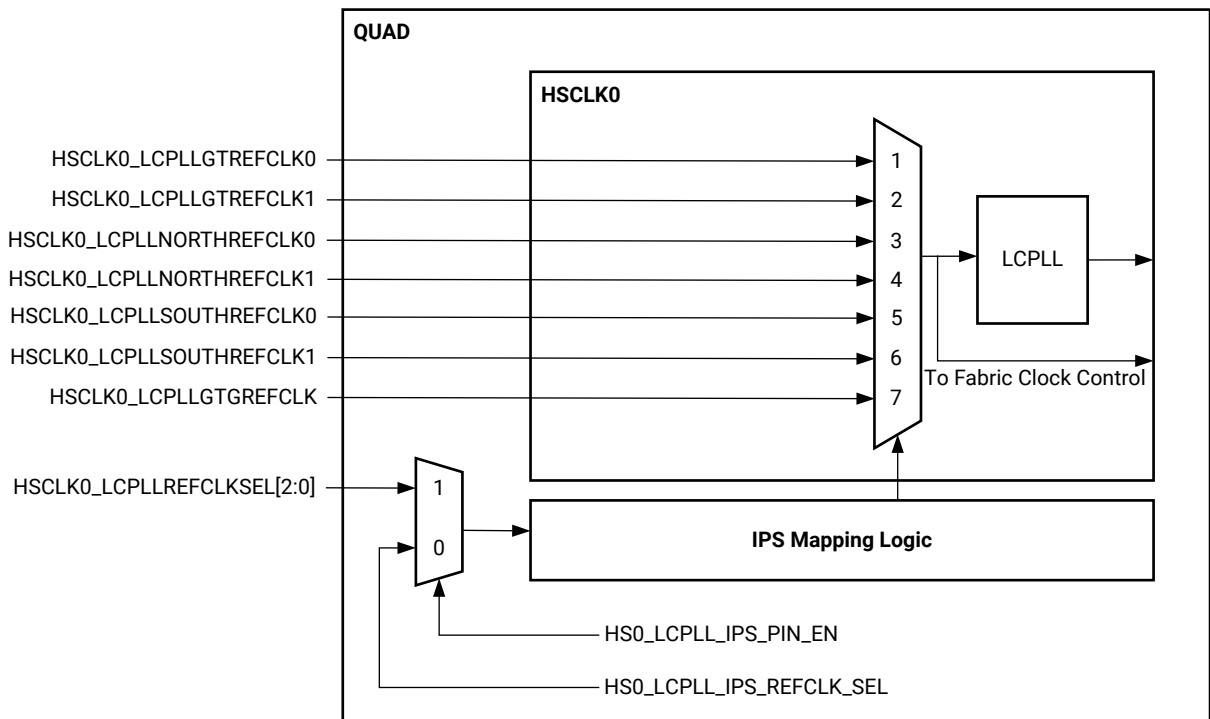 QUAD
HSCLK0
HSCLK0_LCPLLGTREFCLK0
1
HSCLK0_LCPLLGTREFCLK1
2
HSCLK0_LCPLLNORTHREFCLK0
3
LCPLL
HSCLK0_LCPLLNORTHREFCLK1
4
HSCLK0_LCPLLSOUTHREFCLK0
5
HSCLK0_LCPLLSOUTHREFCLK1
6
To Fabric Clock Control
HSCLK0_LCPLLGTGREFCLK
7
HSCLK0_LCPLLREFCLKSEL[2:0]
1
0
IPS Mapping Logic
HS0_LCPLL_IPS_PIN_EN
HS0_LCPLL_IPS_REFCLK_SEL